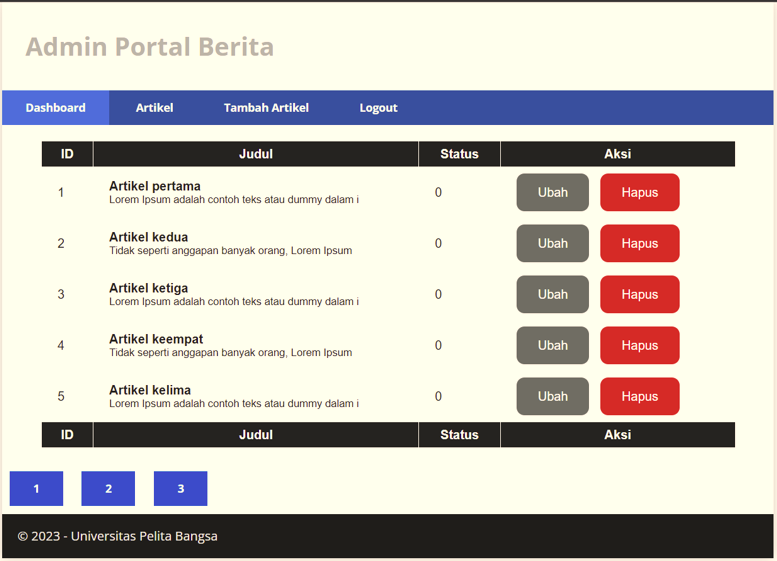 Admin Portal Berita
Dashboard Artikel Tambah Artikel Logout
ID Judul Status Aksi
1 Artikel pertama 0 Ubah Hapus
Lorem Ipsum adalah contoh teks atau dummy dalam i
2 Artikel kedua 0 Ubah Hapus
Tidak seperti anggapan banyak orang, Lorem Ipsum
3 Artikel ketiga 0 Ubah Hapus
Lorem Ipsum adalah contoh teks atau dummy dalam i
4 Artikel keempat 0 Ubah Hapus
Tidak seperti anggapan banyak orang, Lorem Ipsum
5 Artikel kelima 0 Ubah Hapus
Lorem Ipsum adalah contoh teks atau dummy dalam i
ID Judul Status Aksi
1 2 3
© 2023 - Universitas Pelita Bangsa